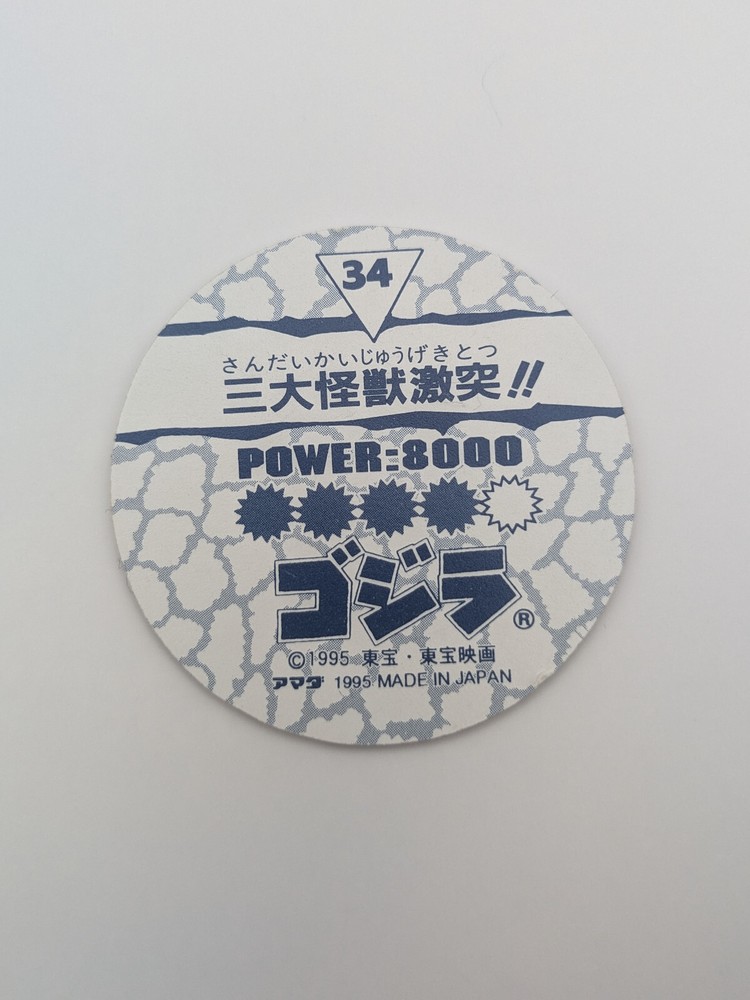 34
さんだいかいじゅうげきとつ
三大怪獣激突!!
POWER:8000
ゴジラ®
©1995 東宝・東宝映画
アマダ 1995 MADE IN JAPAN